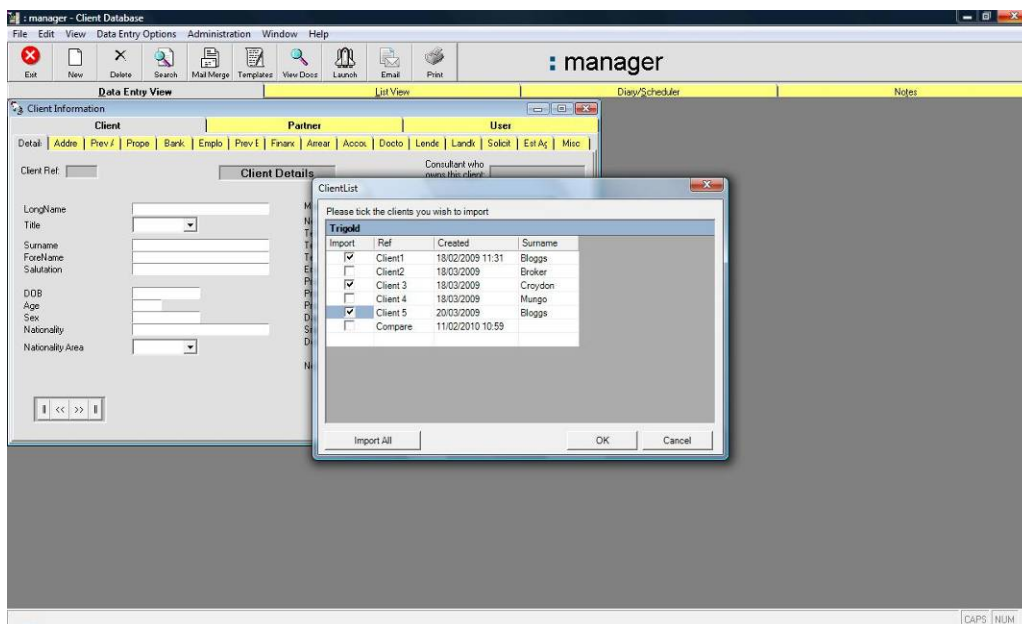 : manager - Client Database
File Edit View Data Entry Options Administration Window Help
Exit New Delete Search Mail Merge Templates View Docs Launch Email Print
: manager
Data Entry View List View Diary/Scheduler Notes
Client Information
Client Partner User
Detail Addre Prev A Prope Bank Emplo Prev E Financ Arrear Accou Docto Lende Landlo Solicit Est Ag Misc
Client Ref: Client Details Consultant who
owns this client:
ClientList
Please tick the clients you wish to import
Trigold
Import Ref Created Surname
Client1 18/02/2009 11:31 Bloggs
Client2 18/03/2009 Broker
Client 3 18/03/2009 Croydon
Client 4 18/03/2009 Mungo
Client 5 20/03/2009 Bloggs
Compare 11/02/2010 10:59
Import All OK Cancel
LongName
Title
Surname
ForeName
Salutation
DOB
Age
Sex
Nationality
Nationality Area
<< >>
CAPS NUM